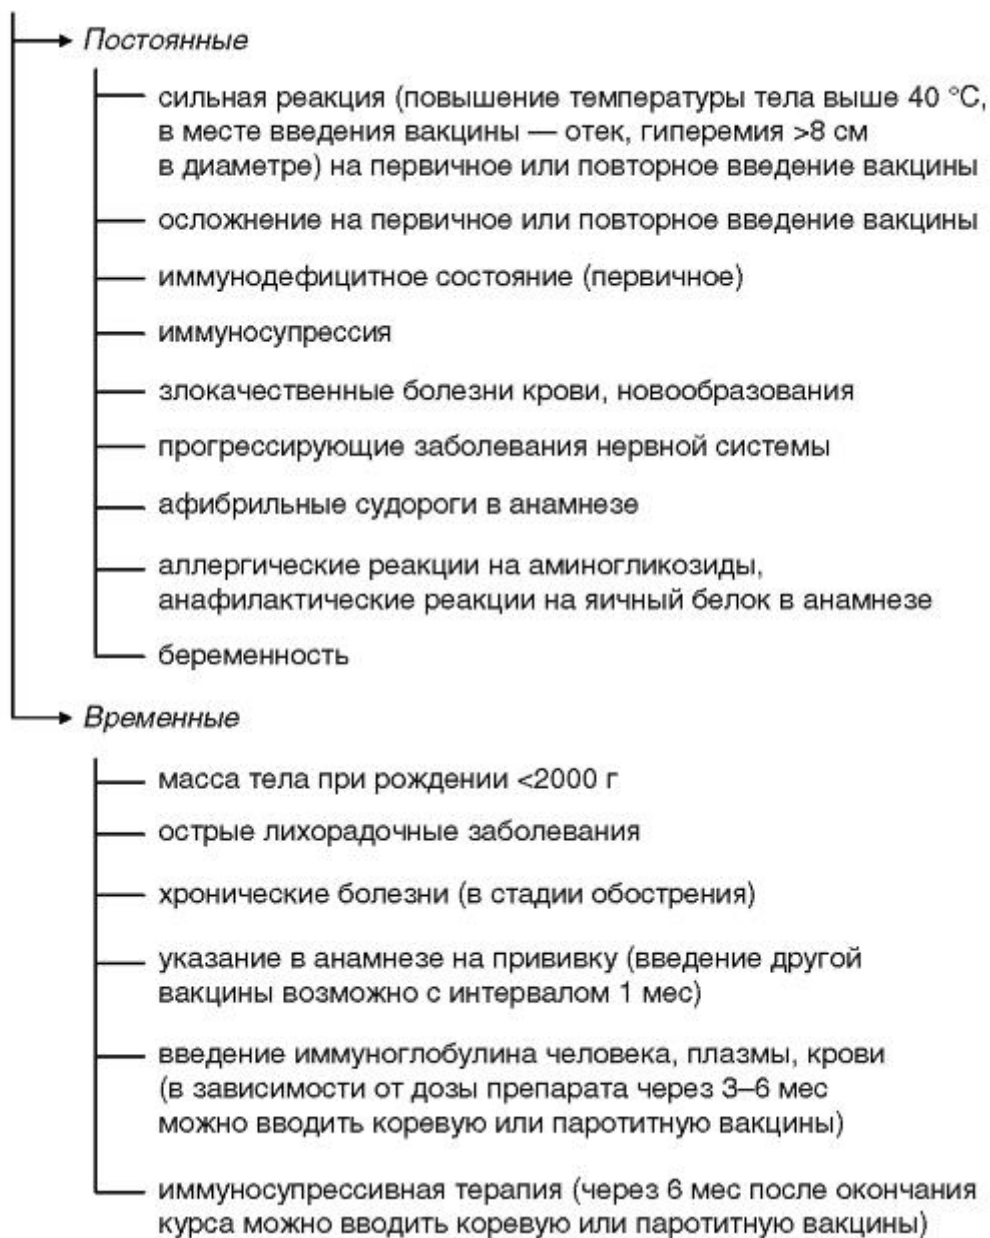 Постоянные
сильная реакция (повышение температуры тела выше 40 °С,
в месте введения вакцины — отек, гиперемия >8 см
в диаметре) на первичное или повторное введение вакцины
осложнение на первичное или повторное введение вакцины
иммунодефицитное состояние (первичное)
иммуносупрессия
злокачественные болезни крови, новообразования
прогрессирующие заболевания нервной системы
афибрильные судороги в анамнезе
аллергические реакции на аминогликозиды,
анафилактические реакции на яичный белок в анамнезе
беременность
Временные
масса тела при рождении <2000 г
острые лихорадочные заболевания
хронические болезни (в стадии обострения)
указание в анамнезе на прививку (введение другой
вакцины возможно с интервалом 1 мес)
введение иммуноглобулина человека, плазмы, крови
(в зависимости от дозы препарата через 3–6 мес
можно вводить коревую или паротитную вакцины)
иммуносупрессивная терапия (через 6 мес после окончания
курса можно вводить коревую или паротитную вакцины)